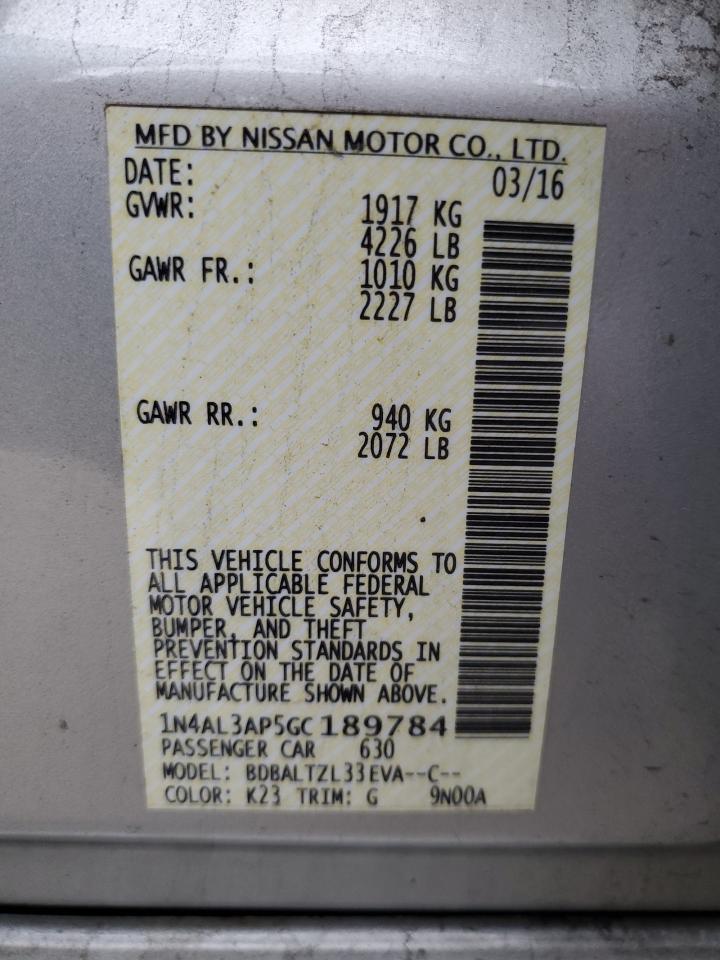 MFD BY NISSAN MOTOR CO., LTD.
DATE: 03/16
GVWR: 1917 KG
4226 LB
GAWR FR.: 1010 KG
2227 LB
GAWR RR.: 940 KG
2072 LB
THIS VEHICLE CONFORMS TO
ALL APPLICABLE FEDERAL
MOTOR VEHICLE SAFETY,
BUMPER, AND THEFT
PREVENTION STANDARDS IN
EFFECT ON THE DATE OF
MANUFACTURE SHOWN ABOVE.
1N4AL3AP5GC189784
PASSENGER CAR 630
MODEL: BDBALTZL33EVA--C--
COLOR: K23 TRIM: G 9N00A